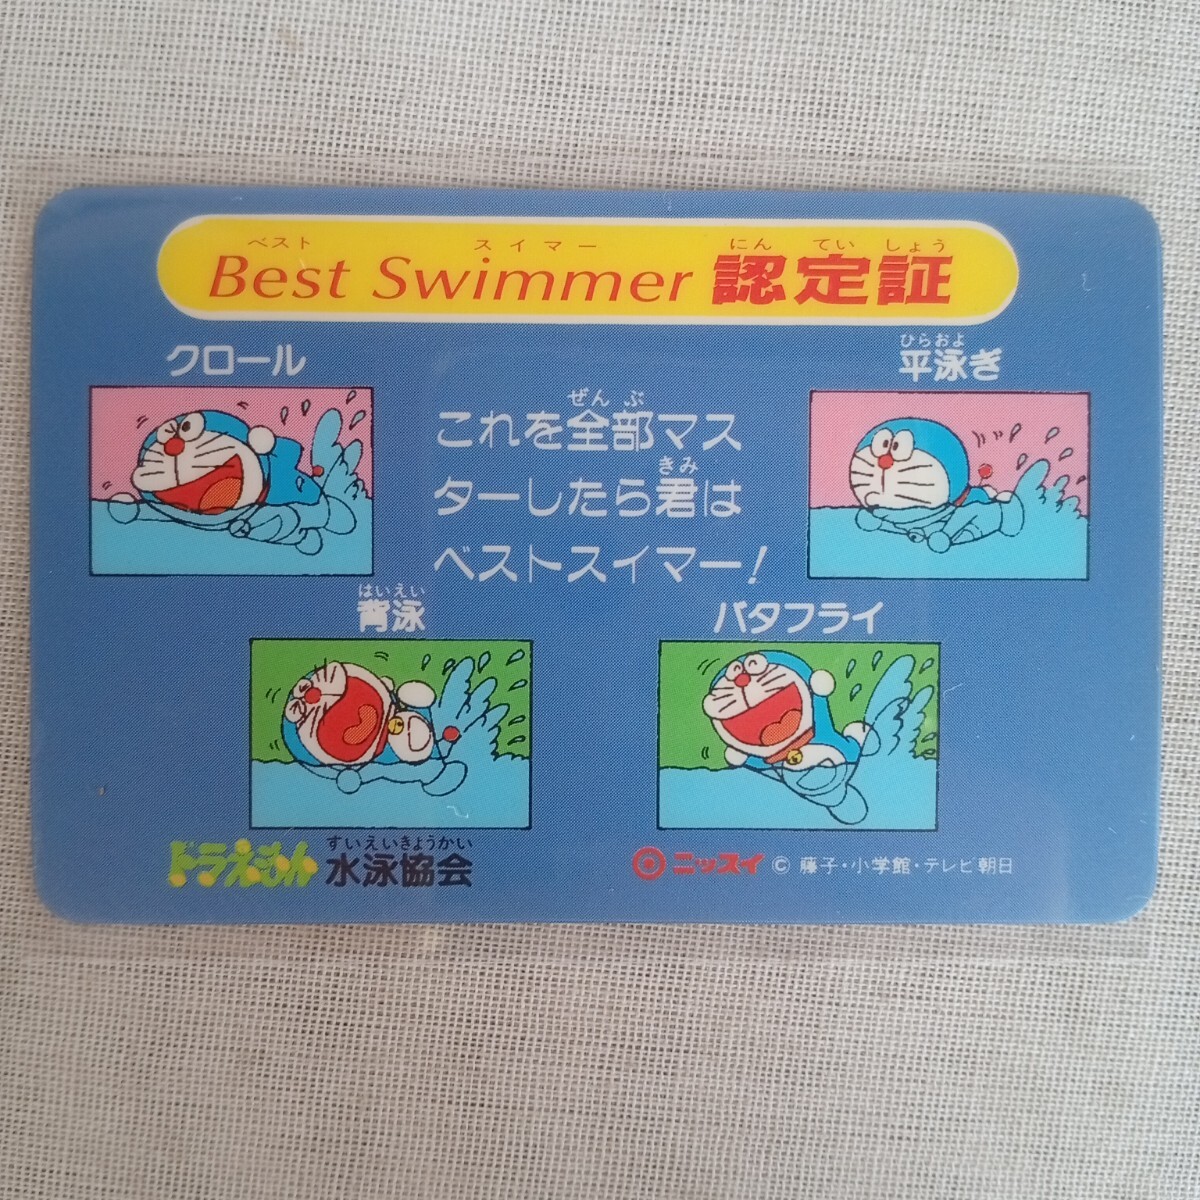 ベスト スイマー にん てい しょう
Best Swimmer 認定証
クロール
ひらおよ
平泳ぎ
ぜん ぶ
これを全部マス
きみ
ターしたら君は
ベストスイマー!
はいえい
背泳
バタフライ
すいえいきょうかい
ドラえもん 水泳協会
ニッスイ © 藤子・小学館・テレビ朝日